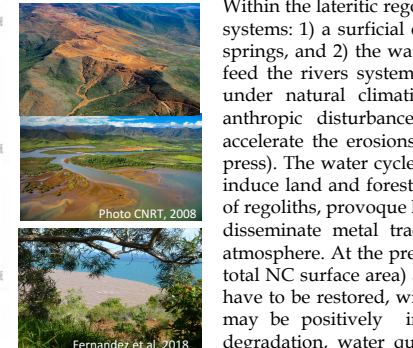 Within the lateritic rego
systems: 1) a surficial
springs, and 2) the wa
feed the rivers system
under natural climati
anthropic disturbance
accelerate the erosions
press). The water cycle
induce land and forest
of regoliths, provoque
disseminate metal tra
atmosphere. At the pre
total NC surface area)
have to be restored, w
may be positively i
degradation, water qu
Photo CNRT, 2008
Fernandez et al. 2018